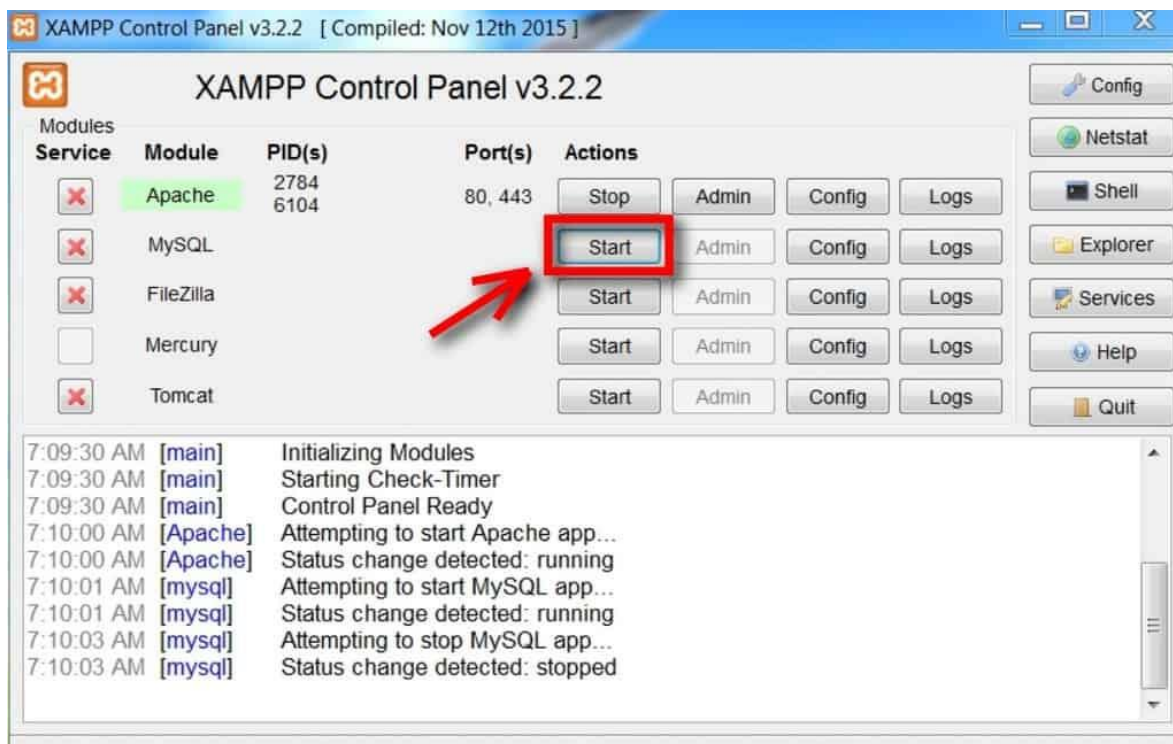 XAMPP Control Panel v3.2.2 [ Compiled: Nov 12th 2015 ]
XAMPP Control Panel v3.2.2
Config
Modules
Netstat
Service Module PID(s) Port(s) Actions
Apache 2784 80, 443 Stop Admin Config Logs Shell
6104
MySQL Start Admin Config Logs Explorer
FileZilla Start Admin Config Logs Services
Mercury Start Admin Config Logs Help
Tomcat Start Admin Config Logs Quit
7:09:30 AM [main] Initializing Modules
7:09:30 AM [main] Starting Check-Timer
7:09:30 AM [main] Control Panel Ready
7:10:00 AM [Apache] Attempting to start Apache app...
7:10:00 AM [Apache] Status change detected: running
7:10:01 AM [mysql] Attempting to start MySQL app...
7:10:01 AM [mysql] Status change detected: running
7:10:03 AM [mysql] Attempting to stop MySQL app...
7:10:03 AM [mysql] Status change detected: stopped